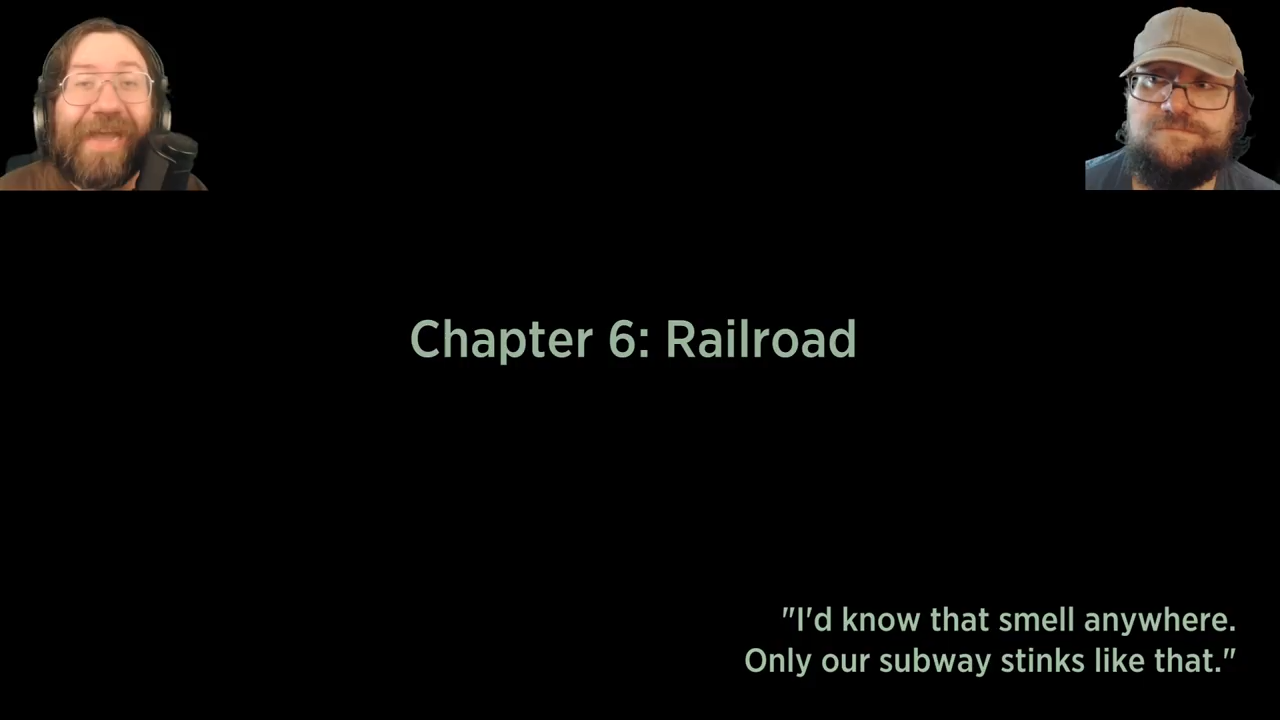 Chapter 6: Railroad
"I'd know that smell anywhere.
Only our subway stinks like that."